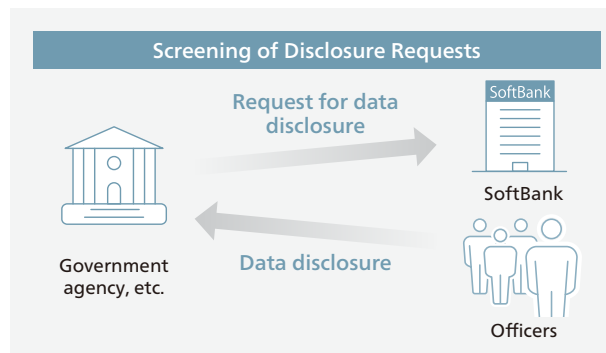 Screening of Disclosure Requests
Request for data
disclosure
SoftBank
SoftBank
Government
agency, etc.
Data disclosure
Officers